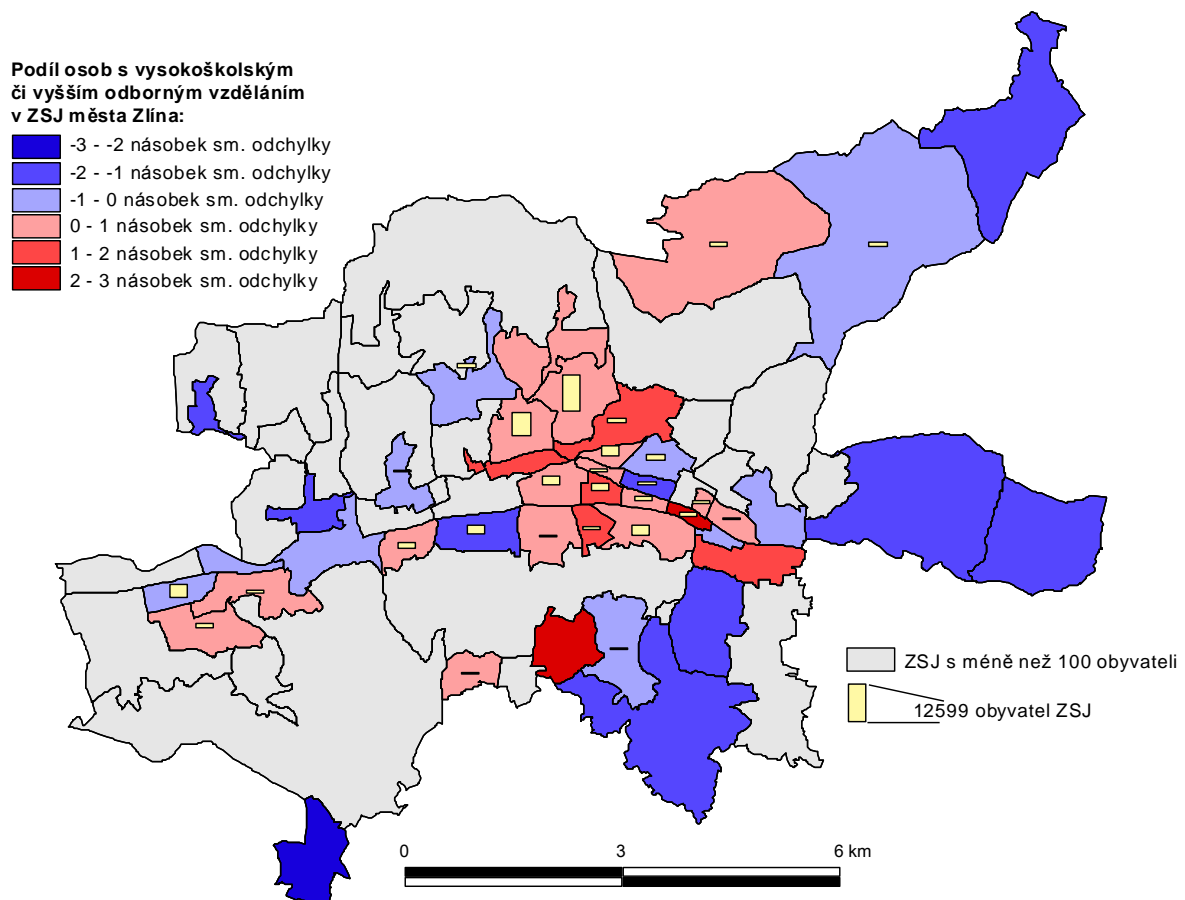 Podíl osob s vysokoškolským
či vyšším odborným vzděláním
v ZSJ města Zlína:
-3 - -2 násobek sm. odchylky
-2 - -1 násobek sm. odchylky
-1 - 0 násobek sm. odchylky
0 - 1 násobek sm. odchylky
1 - 2 násobek sm. odchylky
2 - 3 násobek sm. odchylky
ZSJ s méně než 100 obyvateli
12599 obyvatel ZSJ
0 3 6 km